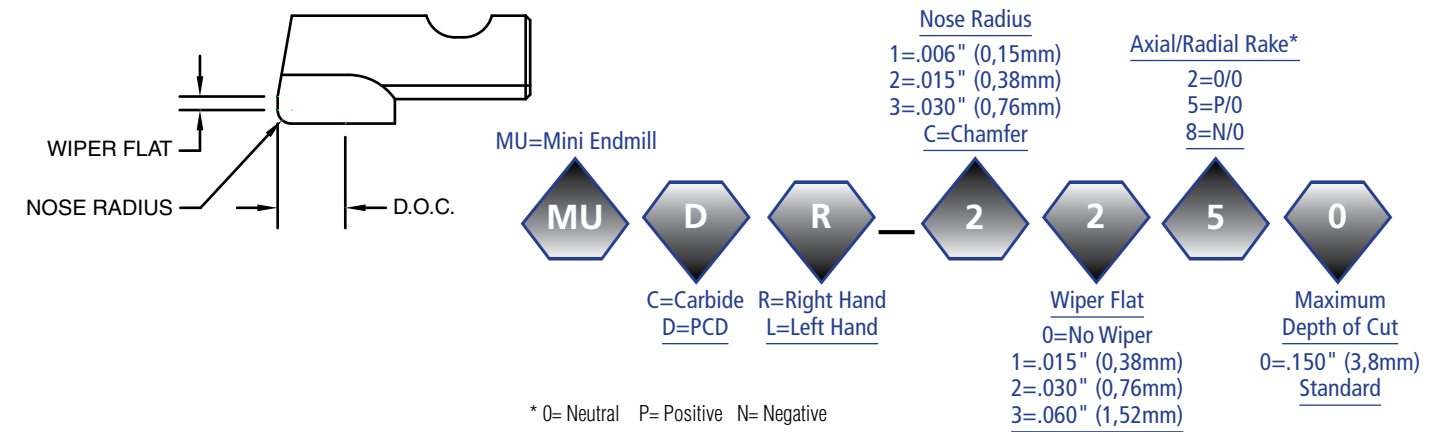 WIPER FLAT
NOSE RADIUS
D.O.C.
MU=Mini Endmill
Nose Radius
1=.006" (0,15mm)
2=.015" (0,38mm)
3=.030" (0,76mm)
C=Chamfer
Axial/Radial Rake*
2=0/0
5=P/0
8=N/0
MU D R – 2 2 5 0
C=Carbide
D=PCD
R=Right Hand
L=Left Hand
Wiper Flat
0=No Wiper
1=.015" (0,38mm)
2=.030" (0,76mm)
3=.060" (1,52mm)
Maximum
Depth of Cut
0=.150" (3,8mm)
Standard
* 0= Neutral P= Positive N= Negative